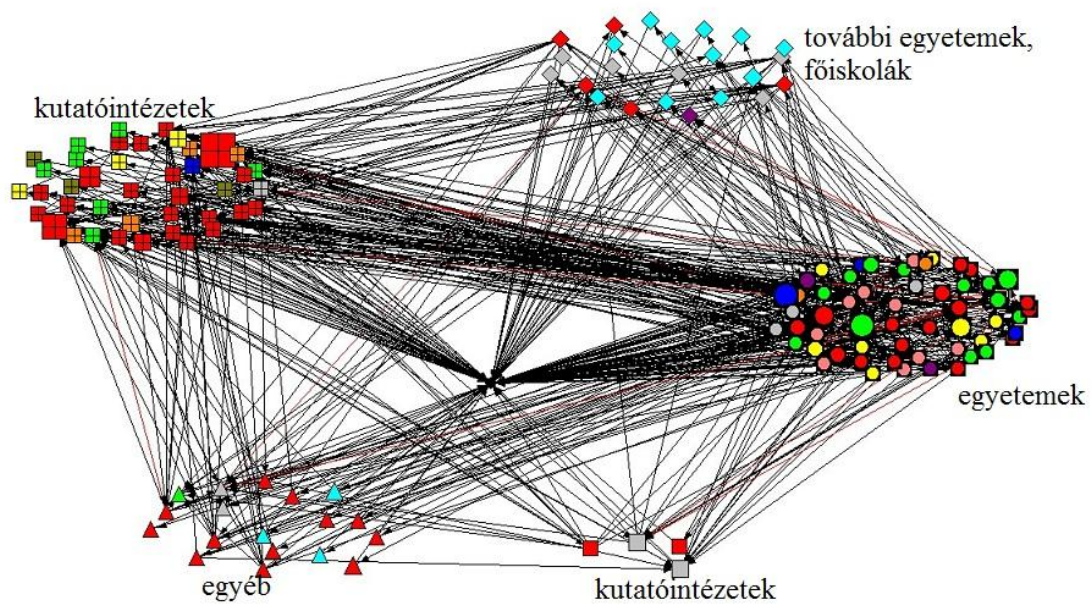 további egyetemek,
főiskolák
kutatóintézetek
egyetemek
egyéb
kutatóintézetek